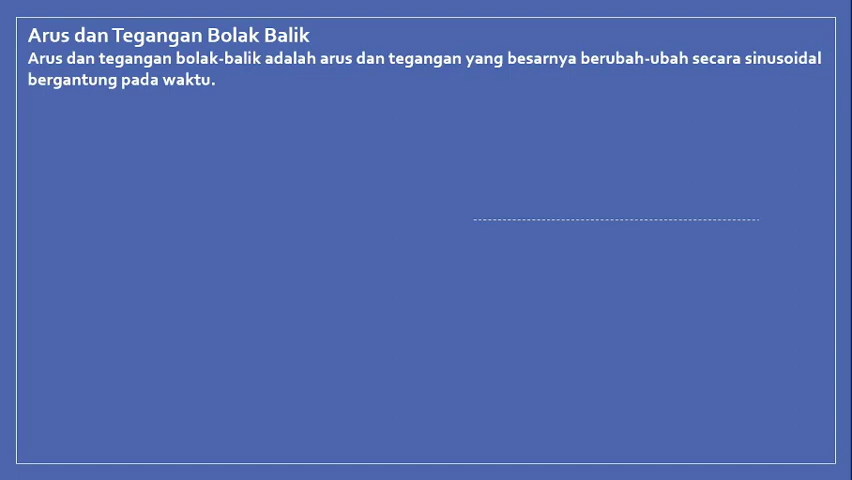 Arus dan Tegangan Bolak Balik
Arus dan tegangan bolak-balik adalah arus dan tegangan yang besarnya berubah-ubah secara sinusoidal
bergantung pada waktu.